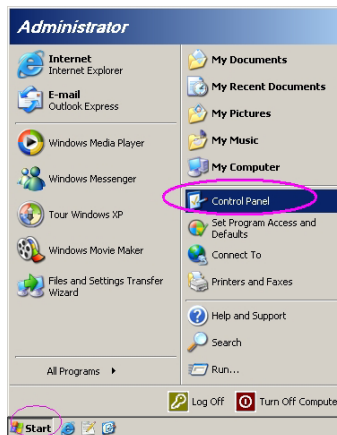 Administrator
Internet
Internet Explorer
E-mail
Outlook Express
Windows Media Player
Windows Messenger
Tour Windows XP
Windows Movie Maker
Files and Settings Transfer
Wizard
All Programs
My Documents
My Recent Documents
My Pictures
My Music
My Computer
Control Panel
Set Program Access and
Defaults
Connect To
Printers and Faxes
Help and Support
Search
Run...
Log Off
Turn Off Compute
Start